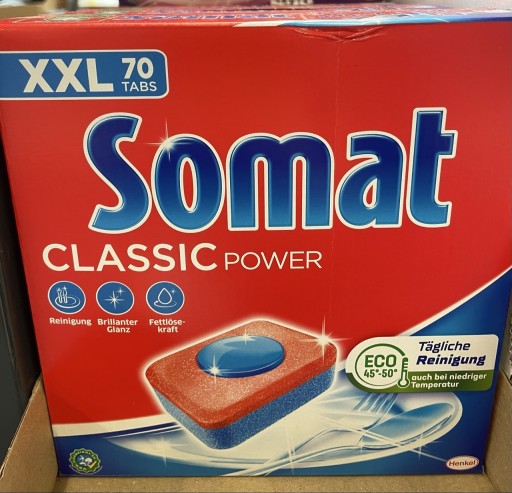 XXL 70
TABS
Somat
CLASSIC POWER
Reinigung
Brillanter
Glanz
Fettlöse-
kraft
ECO
45°-50°
Tägliche
Reinigung
auch bei niedriger
Temperatur
Henkel